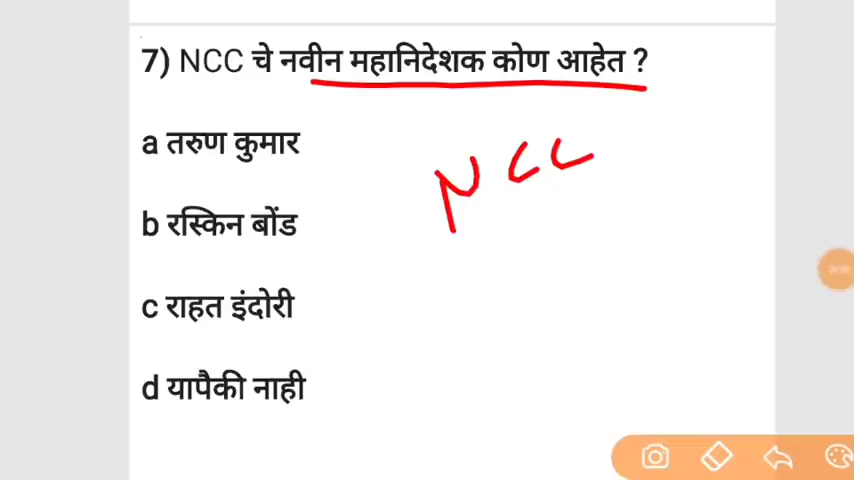 7) NCC चे नवीन महानिदेशक कोण आहेत ?
a तरुण कुमार
NCC
b रस्किन बोंड
c राहत इंदोरी
d यापैकी नाही